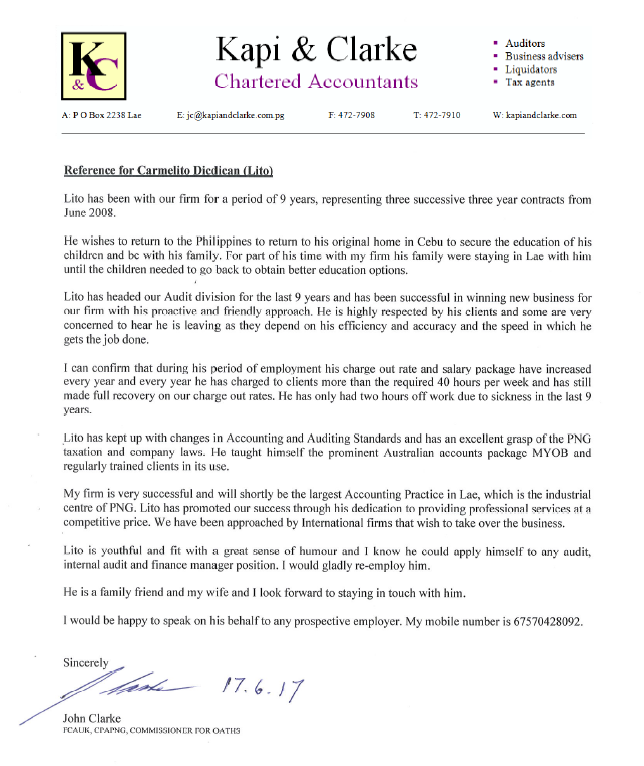 K
&C
Kapi & Clarke
Chartered Accountants
▪ Auditors
▪ Business advisers
▪ Liquidators
▪ Tax agents
A: P O Box 2238 Lae E: jc@kapiandclarke.com.pg F: 472-7908 T: 472-7910 W: kapiandclarke.com
Reference for Carmelito Dicdican (Lito)
Lito has been with our firm for a period of 9 years, representing three successive three year contracts from
June 2008.
He wishes to return to the Philippines to return to his original home in Cebu to secure the education of his
children and be with his family. For part of his time with my firm his family were staying in Lae with him
until the children needed to go back to obtain better education options.
Lito has headed our Audit division for the last 9 years and has been successful in winning new business for
our firm with his proactive and friendly approach. He is highly respected by his clients and some are very
concerned to hear he is leaving as they depend on his efficiency and accuracy and the speed in which he
gets the job done.
I can confirm that during his period of employment his charge out rate and salary package have increased
every year and every year he has charged to clients more than the required 40 hours per week and has still
made full recovery on our charge out rates. He has only had two hours off work due to sickness in the last 9
years.
Lito has kept up with changes in Accounting and Auditing Standards and has an excellent grasp of the PNG
taxation and company laws. He taught himself the prominent Australian accounts package MYOB and
regularly trained clients in its use.
My firm is very successful and will shortly be the largest Accounting Practice in Lae, which is the industrial
centre of PNG. Lito has promoted our success through his dedication to providing professional services at a
competitive price. We have been approached by International firms that wish to take over the business.
Lito is youthful and fit with a great sense of humour and I know he could apply himself to any audit,
internal audit and finance manager position. I would gladly re-employ him.
He is a family friend and my wife and I look forward to staying in touch with him.
I would be happy to speak on his behalf to any prospective employer. My mobile number is 67570428092.
Sincerely
J Clarke 17.6.17
John Clarke
FCAUK, CPAPNG, COMMISSIONER FOR OATHS